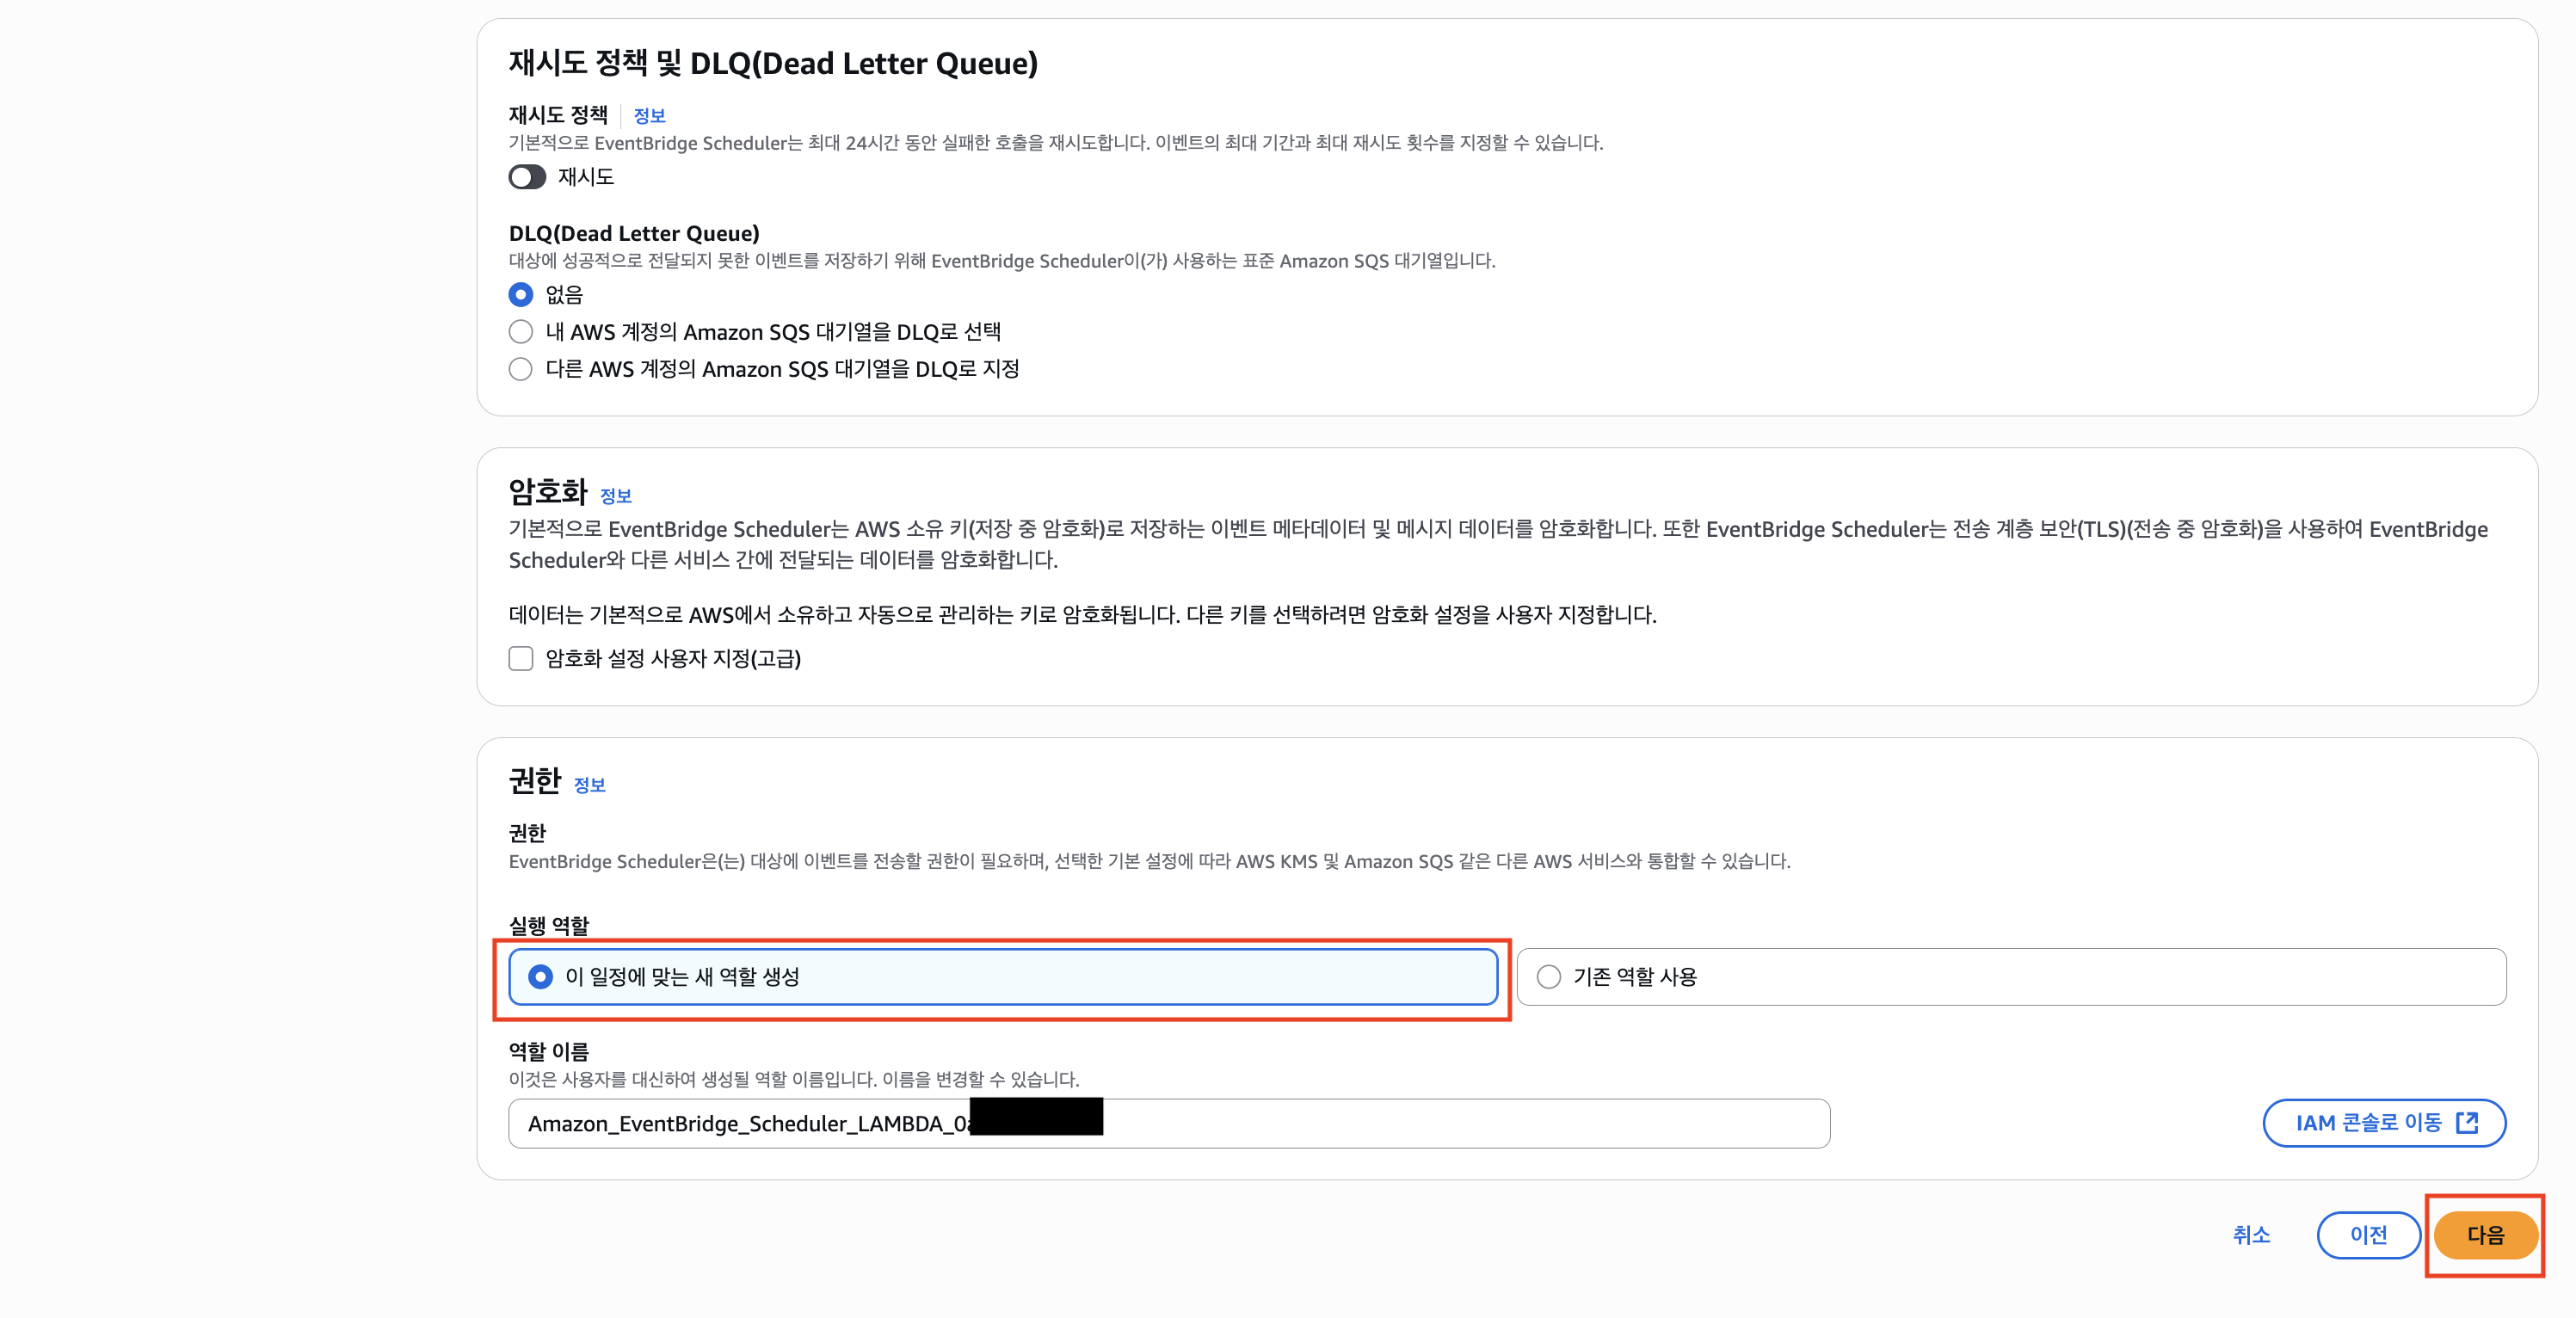 재시도 정책 및 DLQ(Dead Letter Queue)
재시도 정책 정보
기본적으로 EventBridge Scheduler는 최대 24시간 동안 실패한 호출을 재시도합니다. 이벤트의 최대 기간과 최대 재시도 횟수를 지정할 수 있습니다.
재시도
DLQ(Dead Letter Queue)
대상에 성공적으로 전달되지 못한 이벤트를 저장하기 위해 EventBridge Scheduler이(가) 사용하는 표준 Amazon SQS 대기열입니다.
없음
내 AWS 계정의 Amazon SQS 대기열을 DLQ로 선택
다른 AWS 계정의 Amazon SQS 대기열을 DLQ로 지정
암호화 정보
기본적으로 EventBridge Scheduler는 AWS 소유 키(저장 중 암호화)로 저장하는 이벤트 메타데이터 및 메시지 데이터를 암호화합니다. 또한 EventBridge Scheduler는 전송 계층 보안(TLS)(전송 중 암호화)을 사용하여 EventBridge
Scheduler와 다른 서비스 간에 전달되는 데이터를 암호화합니다.
데이터는 기본적으로 AWS에서 소유하고 자동으로 관리하는 키로 암호화됩니다. 다른 키를 선택하려면 암호화 설정을 사용자 지정합니다.
암호화 설정 사용자 지정(고급)
권한 정보
권한
EventBridge Scheduler은(는) 대상에 이벤트를 전송할 권한이 필요하며, 선택한 기본 설정에 따라 AWS KMS 및 Amazon SQS 같은 다른 AWS 서비스와 통합할 수 있습니다.
실행 역할
이 일정에 맞는 새 역할 생성
기존 역할 사용
역할 이름
이것은 사용자를 대신하여 생성될 역할 이름입니다. 이름을 변경할 수 있습니다.
Amazon_EventBridge_Scheduler_LAMBDA_0a
IAM 콘솔로 이동
취소
이전
다음